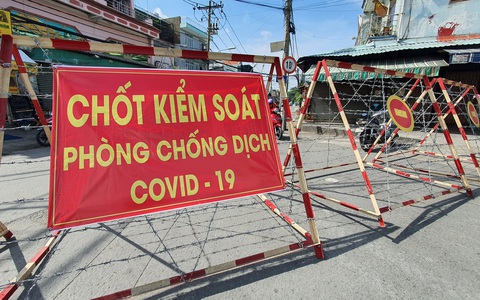 CHỐT KIỂM SOÁT
PHÒNG CHỐNG DỊCH
COVID - 19